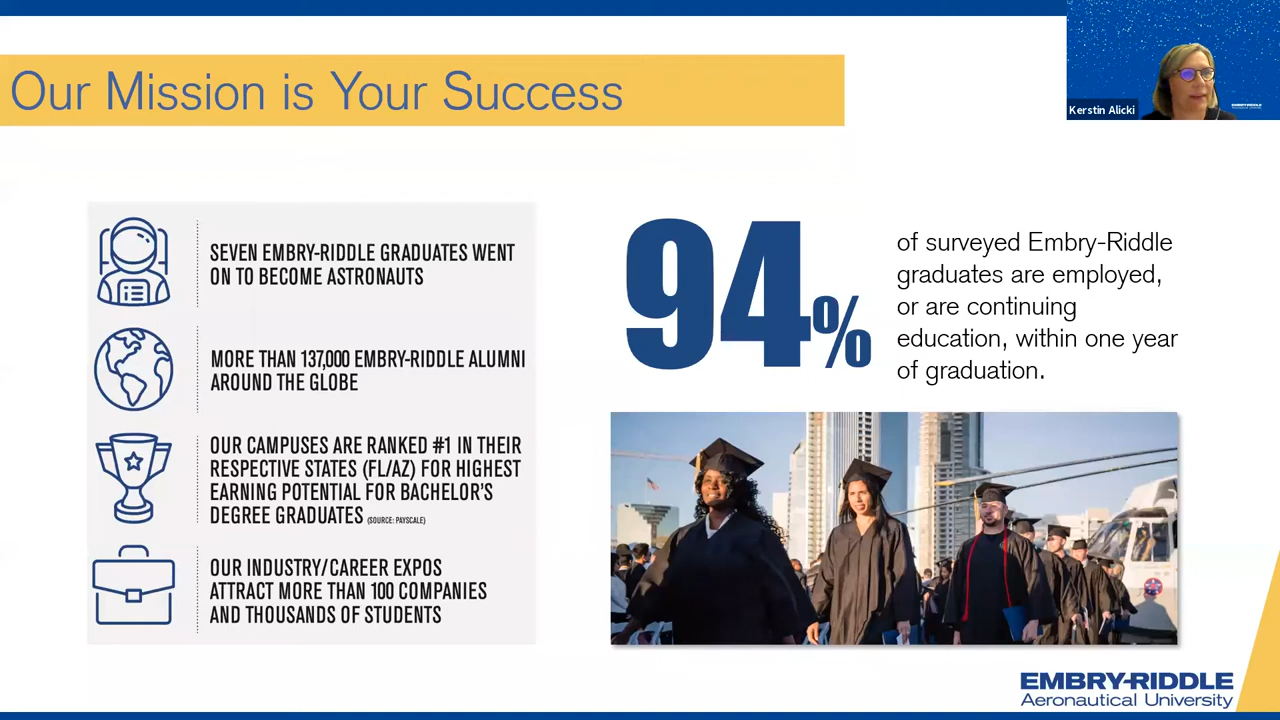 Our Mission is Your Success
Kerstin Alicki
SEVEN EMBRY-RIDDLE GRADUATES WENT
ON TO BECOME ASTRONAUTS
MORE THAN 137,000 EMBRY-RIDDLE ALUMNI
AROUND THE GLOBE
OUR CAMPUSES ARE RANKED #1 IN THEIR
RESPECTIVE STATES (FL/AZ) FOR HIGHEST
EARNING POTENTIAL FOR BACHELOR'S
DEGREE GRADUATES (SOURCE: PAYSCALE)
OUR INDUSTRY/CAREER EXPOS
ATTRACT MORE THAN 100 COMPANIES
AND THOUSANDS OF STUDENTS
94%
of surveyed Embry-Riddle
graduates are employed,
or are continuing
education, within one year
of graduation.
EMBRY-RIDDLE
Aeronautical University